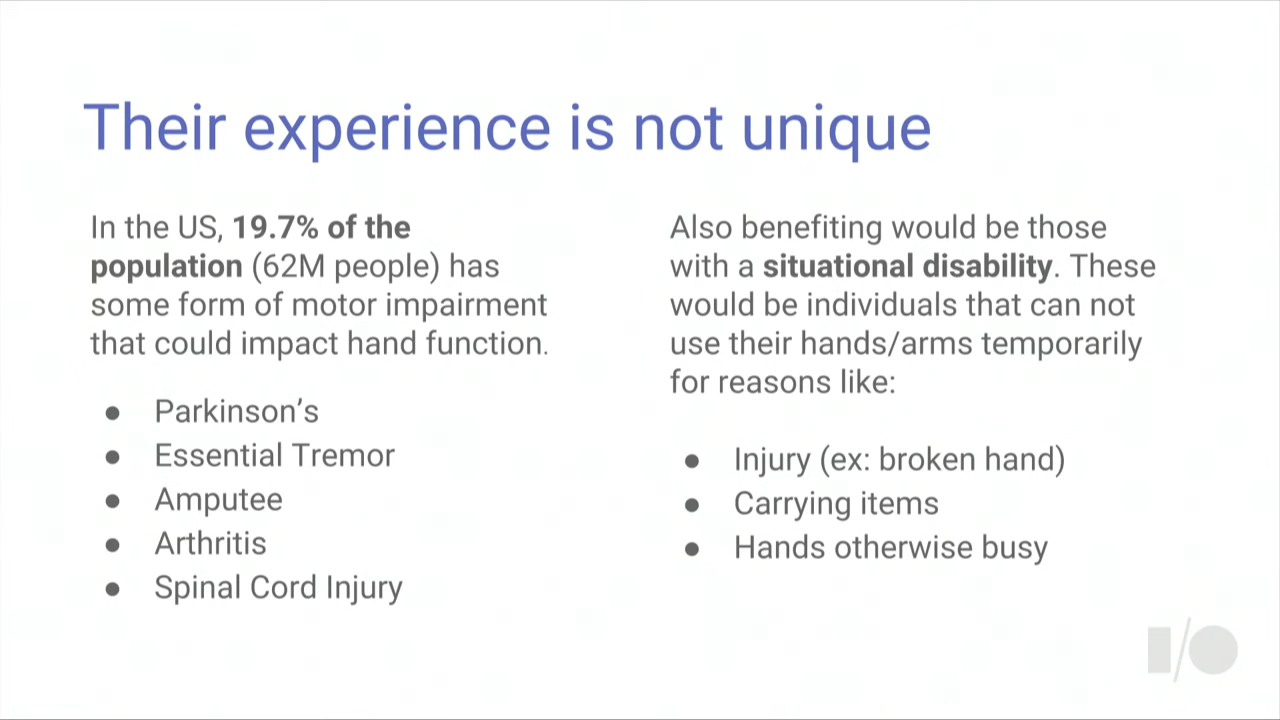 Their experience is not unique
In the US, 19.7% of the
population (62M people) has
some form of motor impairment
that could impact hand function.
● Parkinson’s
● Essential Tremor
● Amputee
● Arthritis
● Spinal Cord Injury
Also benefiting would be those
with a situational disability. These
would be individuals that can not
use their hands/arms temporarily
for reasons like:
● Injury (ex: broken hand)
● Carrying items
● Hands otherwise busy
I/O